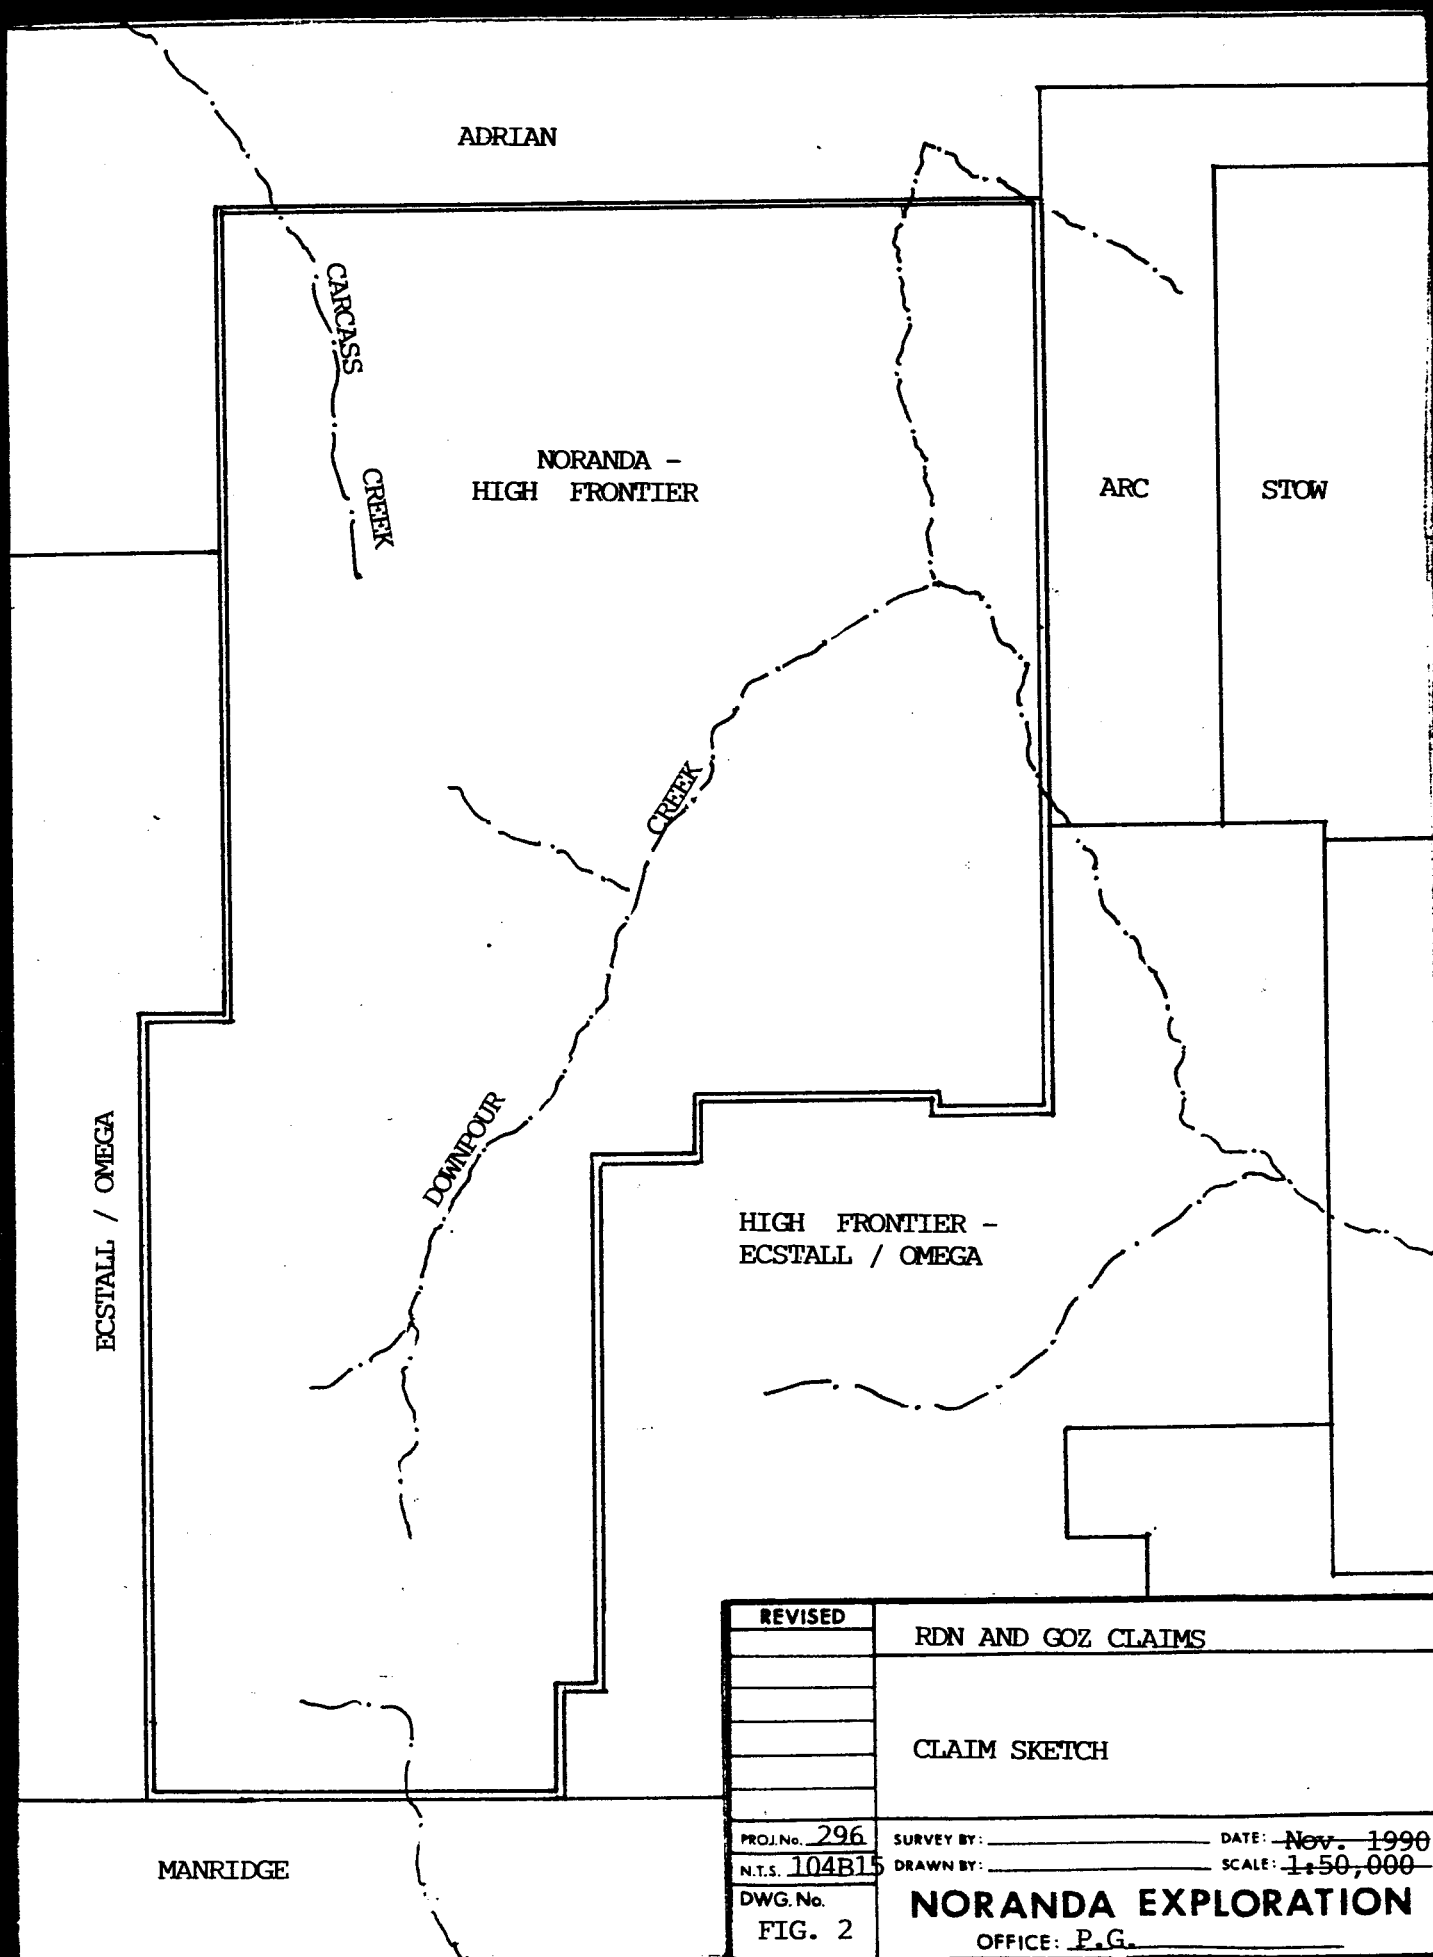 ADRIAN
CARCASS
CREEK
NORANDA -
HIGH FRONTIER
ARC
STOW
CREEK
DOWNPOUR
ECSTALL / OMEGA
HIGH FRONTIER -
ECSTALL / OMEGA
MANRIDGE
REVISED
RDN AND GOZ CLAIMS
CLAIM SKETCH
PROJ. No. 296
SURVEY BY:
DATE: Nov. 1990
N.T.S. 104B15
DRAWN BY:
SCALE: 1:50,000
DWG. No.
FIG. 2
NORANDA EXPLORATION
OFFICE: P.G.